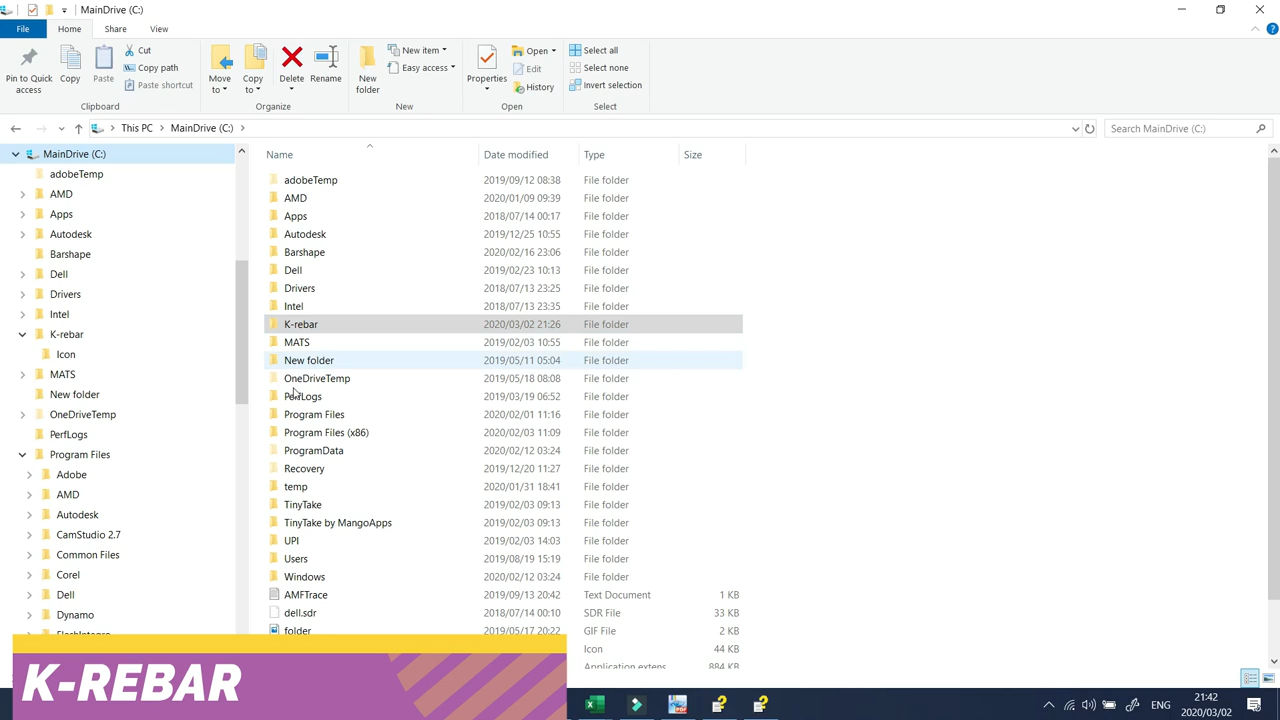 MainDrive (C:)
File Home Share View
Pin to Quick access
Copy
Paste
Cut
Copy path
Paste shortcut
Clipboard
Move to
Copy to
Delete
Rename
Organize
New folder
New item
Easy access
New
Properties
Open
Edit
History
Open
Select all
Select none
Invert selection
Select
This PC MainDrive (C:)
Search MainDrive (C:)
MainDrive (C:)
adobeTemp
AMD
Apps
Autodesk
Barshape
Dell
Drivers
Intel
K-rebar
Icon
MATS
New folder
OneDriveTemp
PerfLogs
Program Files
Adobe
AMD
Autodesk
CamStudio 2.7
Common Files
Corel
Dell
Dynamo
Name Date modified Type Size
adobeTemp 2019/09/12 08:38 File folder
AMD 2020/01/09 09:39 File folder
Apps 2018/07/14 00:17 File folder
Autodesk 2019/12/25 10:55 File folder
Barshape 2020/02/16 23:06 File folder
Dell 2019/02/23 10:13 File folder
Drivers 2018/07/13 23:25 File folder
Intel 2018/07/13 23:35 File folder
K-rebar 2020/03/02 21:26 File folder
MATS 2019/02/03 10:55 File folder
New folder 2019/05/11 05:04 File folder
OneDriveTemp 2019/05/18 08:08 File folder
PerfLogs 2019/03/19 06:52 File folder
Program Files 2020/02/01 11:16 File folder
Program Files (x86) 2020/02/03 11:09 File folder
ProgramData 2020/02/12 03:24 File folder
Recovery 2019/12/20 11:27 File folder
temp 2020/01/31 18:41 File folder
TinyTake 2019/02/03 09:13 File folder
TinyTake by MangoApps 2019/02/03 09:13 File folder
UPI 2019/02/03 14:03 File folder
Users 2019/08/19 15:19 File folder
Windows 2020/02/12 03:24 File folder
AMFTrace 2019/09/13 20:42 Text Document 1 KB
dell.sdr 2018/07/14 00:10 SDR File 33 KB
folder 2019/05/17 20:22 GIF File 2 KB
Icon 44 KB
Application extens 884 KB
K-REBAR
ENG
21:42
2020/03/02